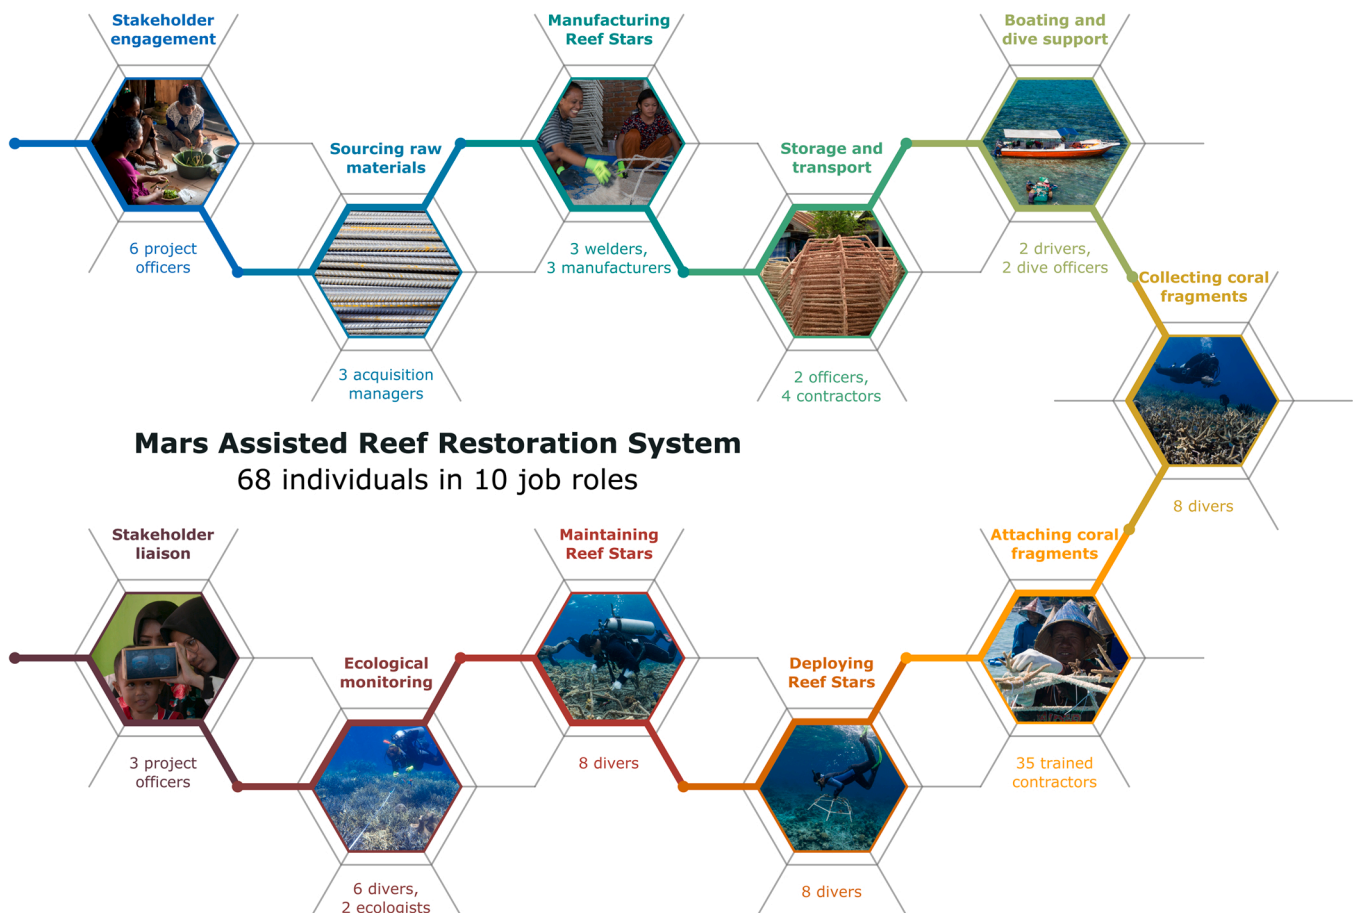 Stakeholder
engagement
6 project
officers
Sourcing raw
materials
3 acquisition
managers
Manufacturing
Reef Stars
3 welders,
3 manufacturers
Storage and
transport
2 officers,
4 contractors
Boating and
dive support
2 drivers,
2 dive officers
Collecting coral
fragments
8 divers
Mars Assisted Reef Restoration System
68 individuals in 10 job roles
Attaching coral
fragments
35 trained
contractors
Deploying
Reef Stars
8 divers
Maintaining
Reef Stars
8 divers
Ecological
monitoring
6 divers,
2 ecologists
Stakeholder
liaison
3 project
officers